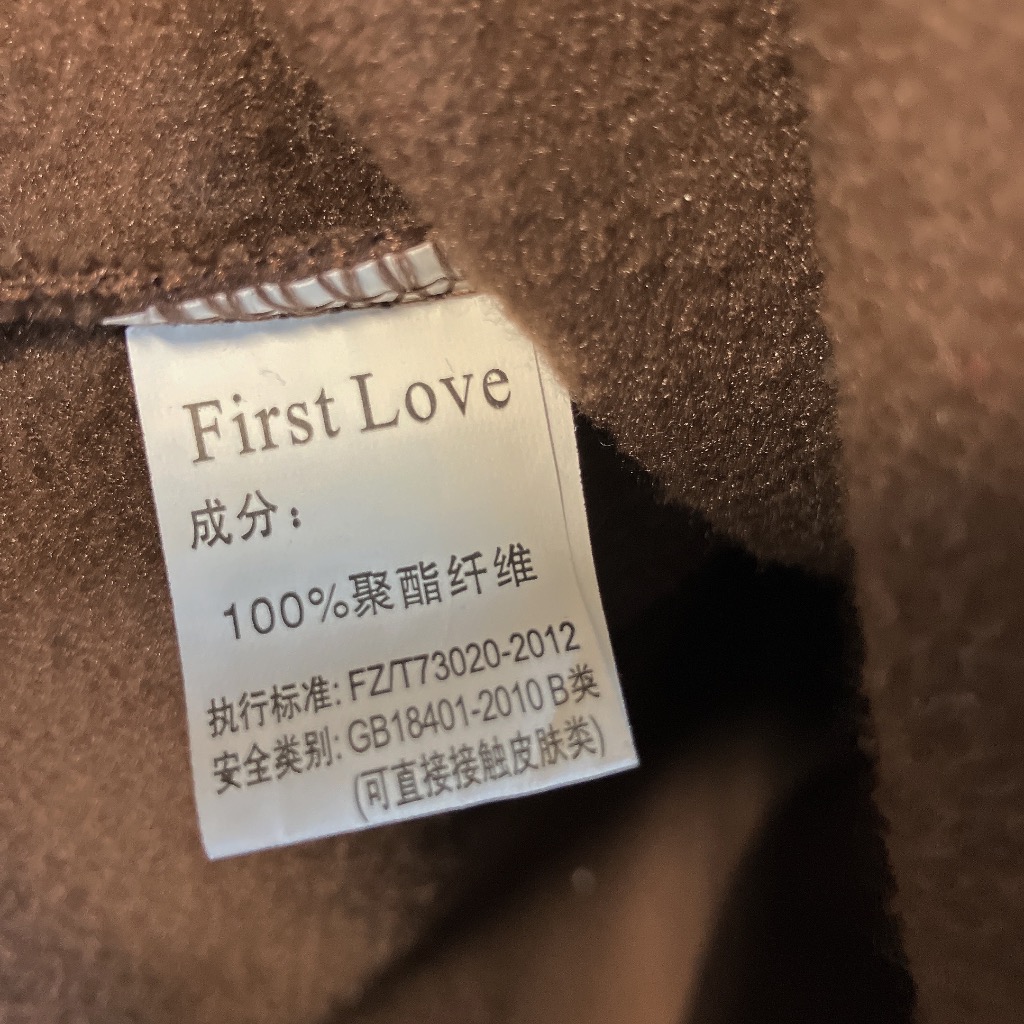 First Love
成分：
100%聚酯纤维
执行标准: FZ/T73020-2012
安全类别: GB18401-2010 B类
(可直接接触皮肤类)